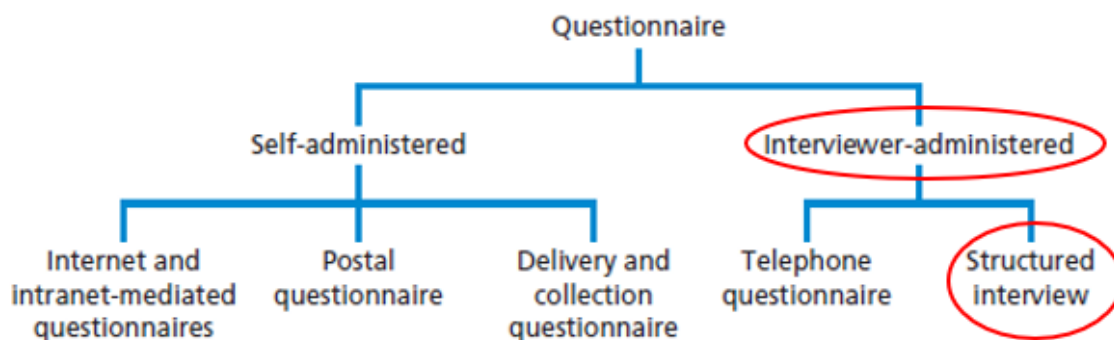 Questionnaire
Self-administered
Interviewer-administered
Internet and
intranet-mediated
questionnaires
Postal
questionnaire
Delivery and
collection
questionnaire
Telephone
questionnaire
Structured
interview